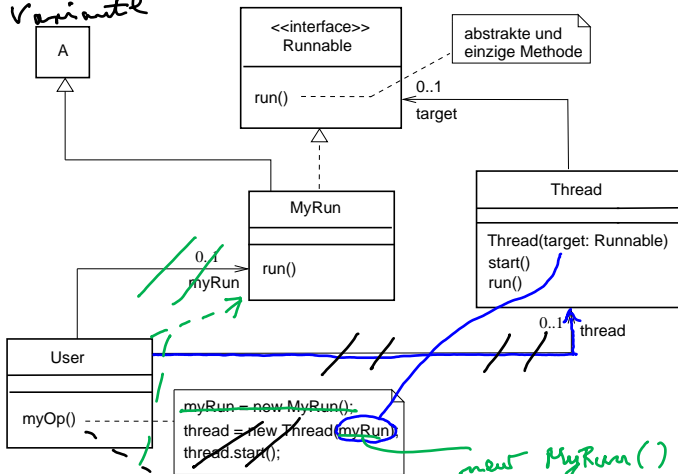 Variante
A
<<interface>>
Runnable
run()
abstrakte und
einzige Methode
0..1
target
MyRun
run()
Thread
Thread(target: Runnable)
start()
run()
0..1
myRun
0..1
thread
User
myOp()
myRun = new MyRun();
thread = new Thread(myRun);
thread.start();
new MyRun()